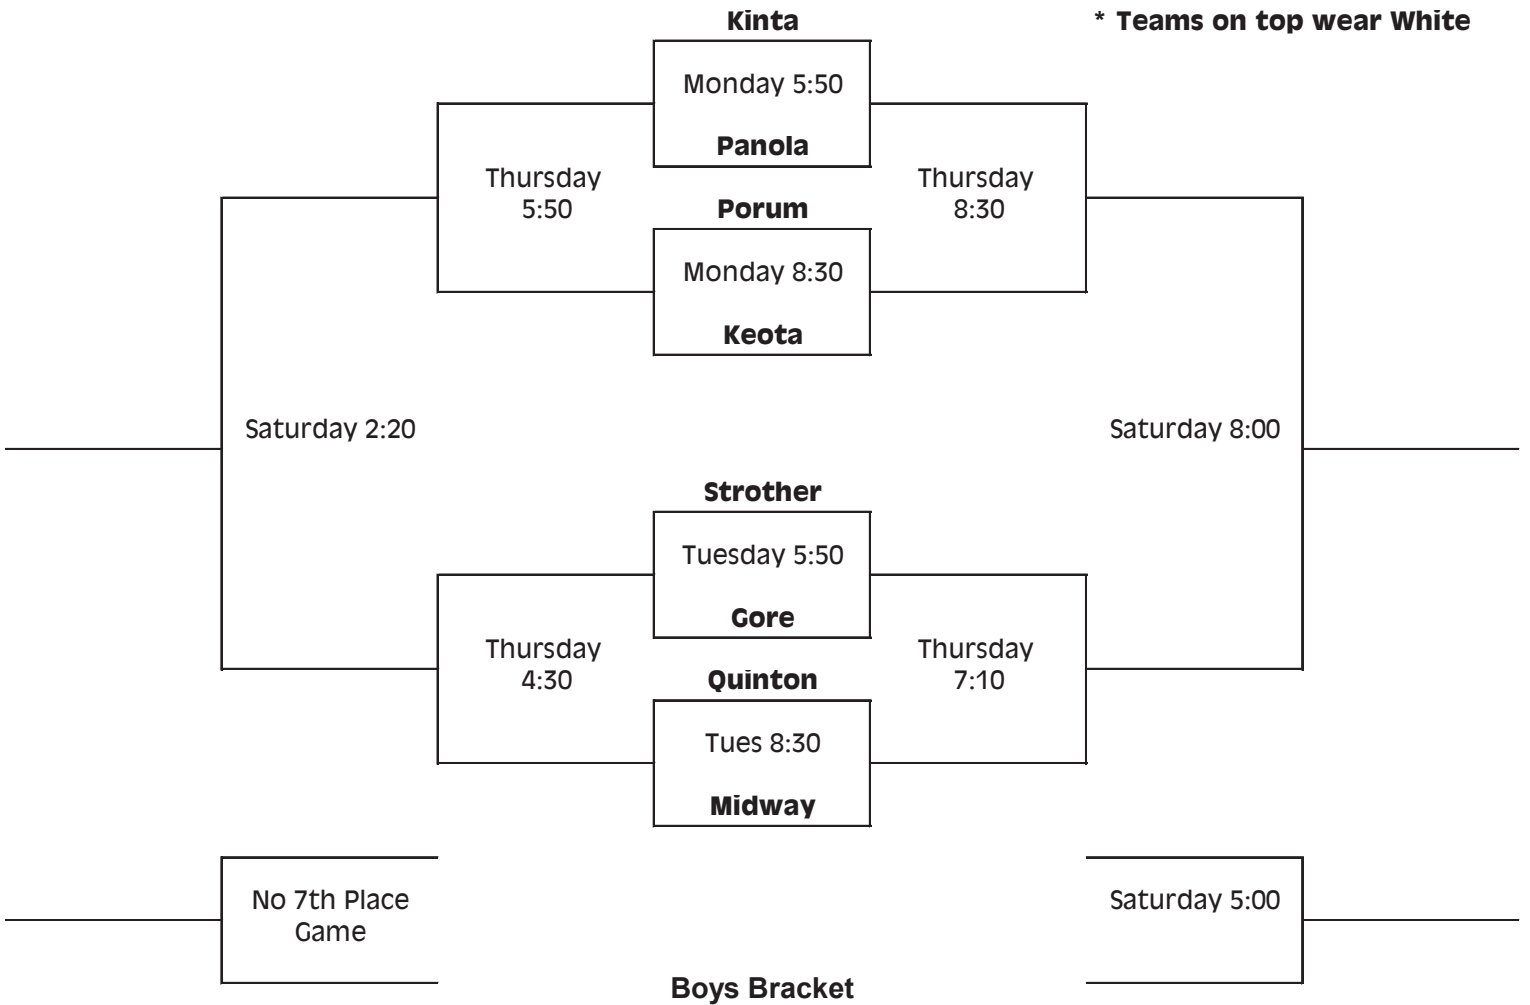 Kinta
* Teams on top wear White
Monday 5:50
Panola
Thursday
5:50
Thursday
8:30
Porum
Monday 8:30
Keota
Saturday 2:20
Saturday 8:00
Strother
Tuesday 5:50
Gore
Thursday
4:30
Thursday
7:10
Quinton
Tues 8:30
Midway
No 7th Place
Game
Saturday 5:00
Boys Bracket